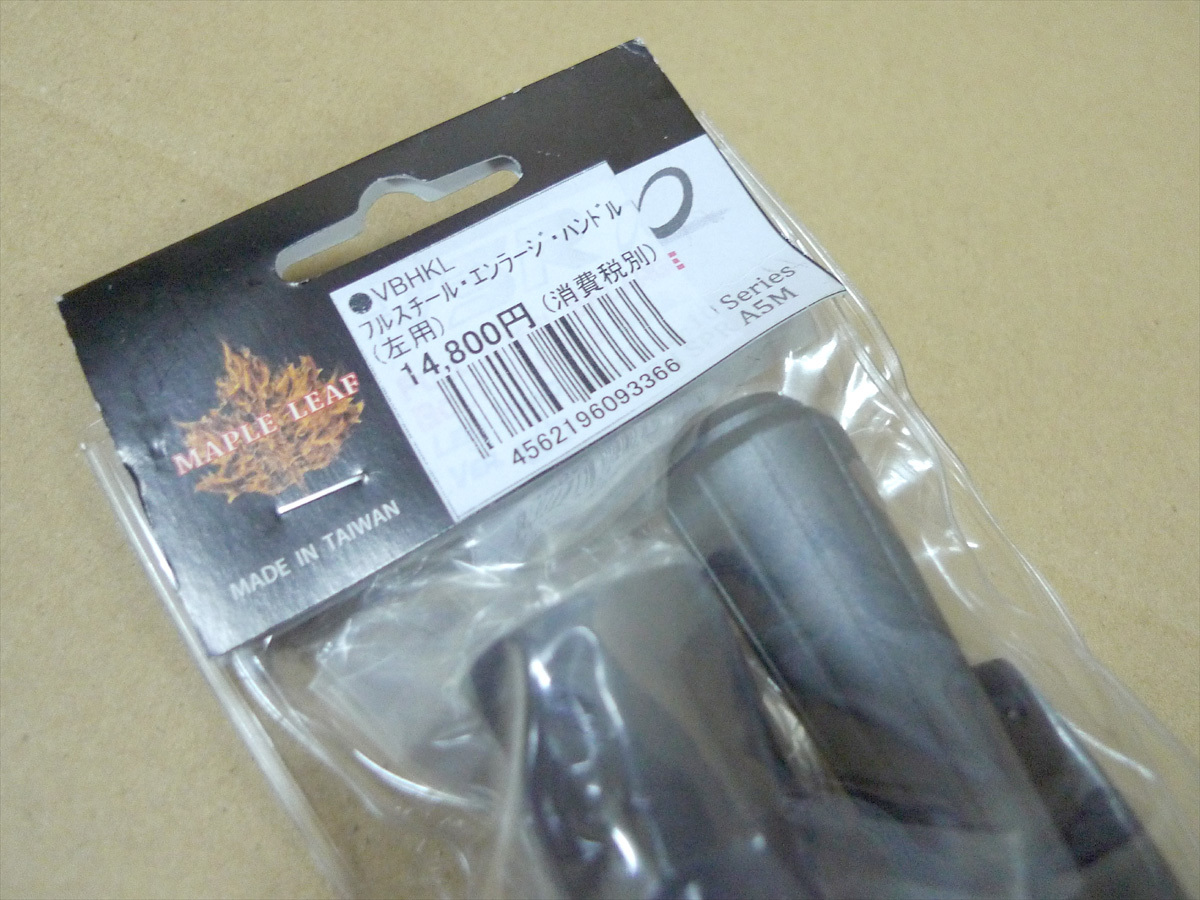 ●VBHKL
フルスチール・エンラージ・ハンドル
(左用)
14,800円 (消費税別)
4562196093366
Series
A5M
MAPLE LEAF
MADE IN TAIWAN